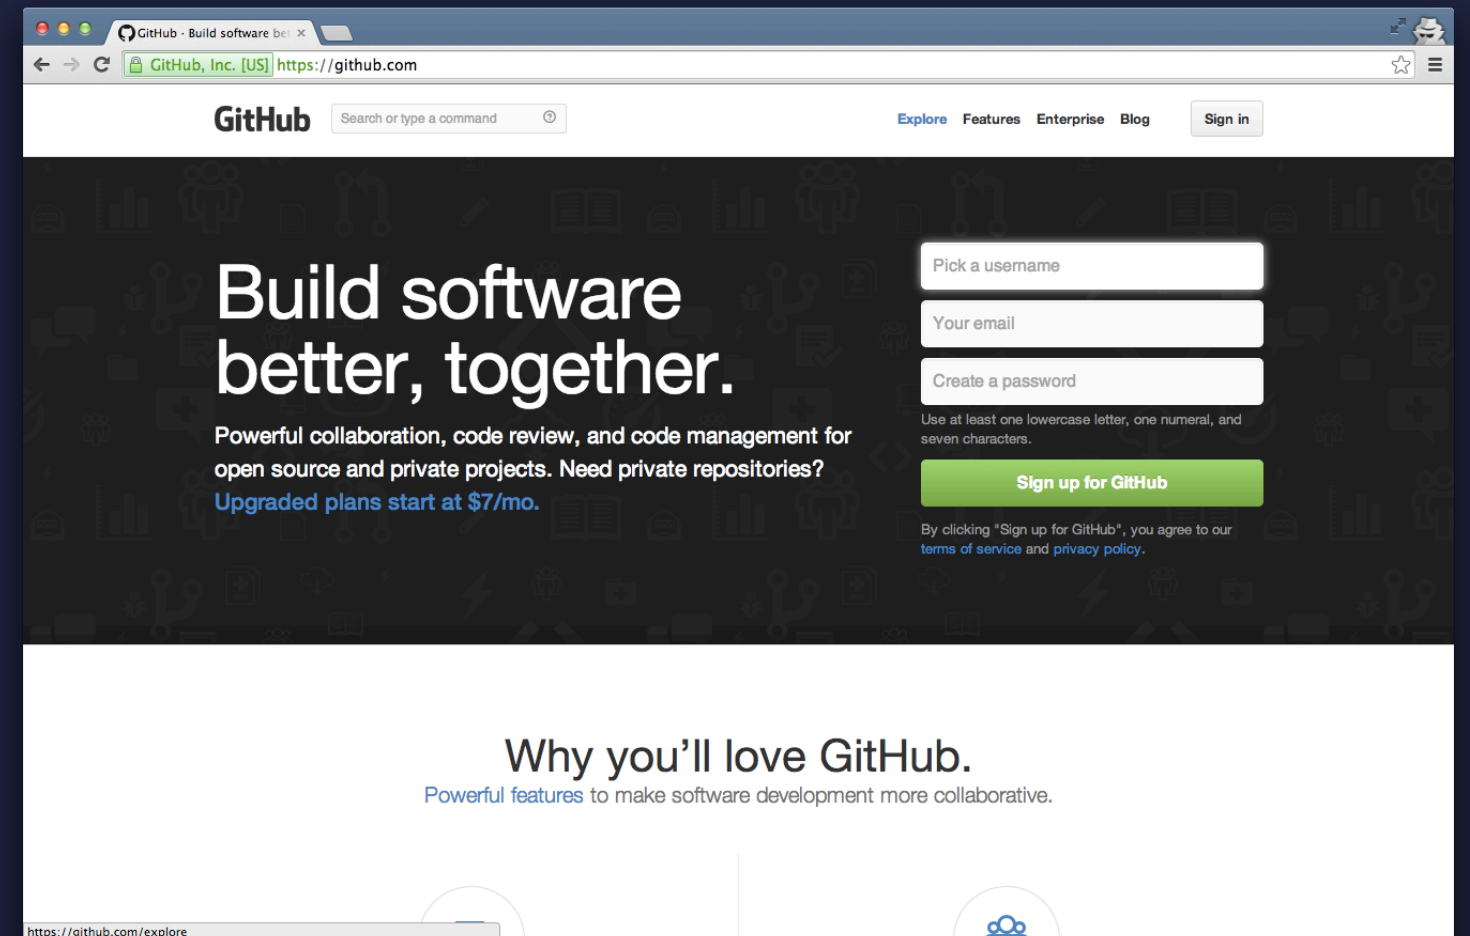 GitHub - Build software bet
GitHub, Inc. [US] https://github.com
GitHub
Search or type a command
Explore Features Enterprise Blog Sign in
Build software
better, together.
Powerful collaboration, code review, and code management for
open source and private projects. Need private repositories?
Upgraded plans start at $7/mo.
Pick a username
Your email
Create a password
Use at least one lowercase letter, one numeral, and
seven characters.
Sign up for GitHub
By clicking "Sign up for GitHub", you agree to our
terms of service and privacy policy.
Why you’ll love GitHub.
Powerful features to make software development more collaborative.
https://github.com/explore